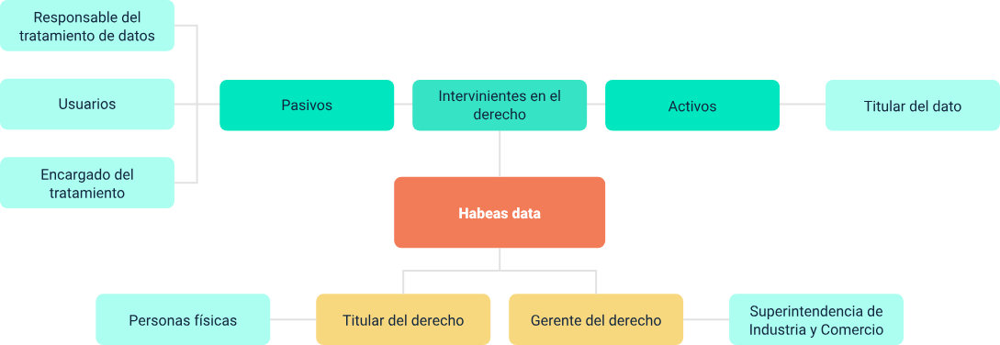 Responsable del
tratamiento de datos
Usuarios
Encargado del
tratamiento
Pasivos
Intervinientes en el
derecho
Activos
Titular del dato
Habeas data
Personas físicas
Titular del derecho
Gerente del derecho
Superintendencia de
Industria y Comercio